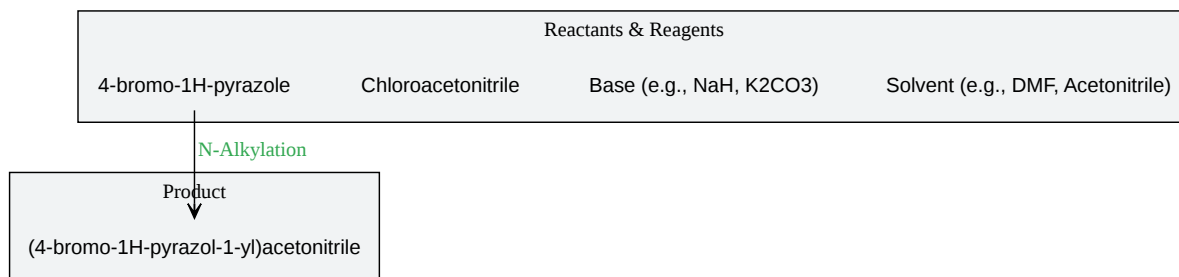 Reactants & Reagents
4-bromo-1H-pyrazole Chloroacetonitrile Base (e.g., NaH, K2CO3) Solvent (e.g., DMF, Acetonitrile)
N-Alkylation
Product
(4-bromo-1H-pyrazol-1-yl)acetonitrile